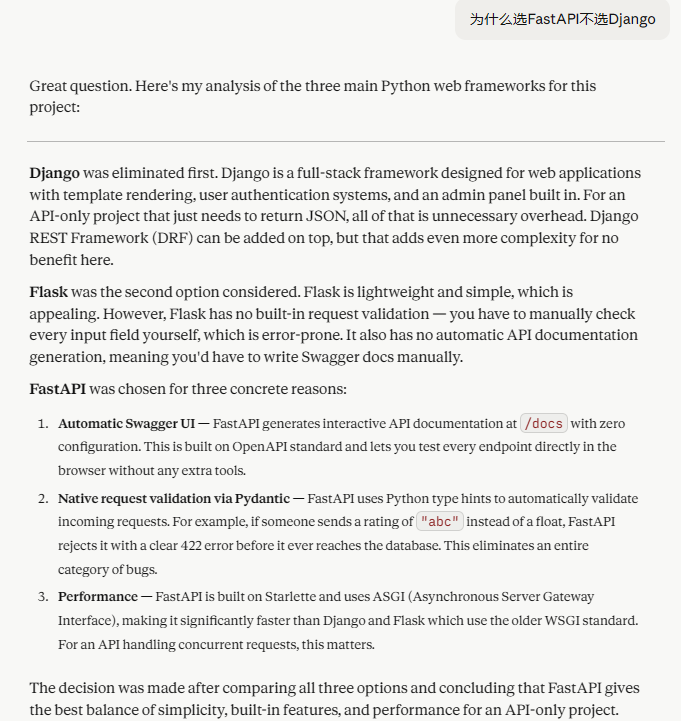 为什么选FastAPI不选Django
Great question. Here's my analysis of the three main Python web frameworks for this
project:
Django was eliminated first. Django is a full-stack framework designed for web applications
with template rendering, user authentication systems, and an admin panel built in. For an
API-only project that just needs to return JSON, all of that is unnecessary overhead. Django
REST Framework (DRF) can be added on top, but that adds even more complexity for no
benefit here.
Flask was the second option considered. Flask is lightweight and simple, which is
appealing. However, Flask has no built-in request validation — you have to manually check
every input field yourself, which is error-prone. It also has no automatic API documentation
generation, meaning you'd have to write Swagger docs manually.
FastAPI was chosen for three concrete reasons:
1. Automatic Swagger UI — FastAPI generates interactive API documentation at /docs with zero
configuration. This is built on OpenAPI standard and lets you test every endpoint directly in the
browser without any extra tools.
2. Native request validation via Pydantic — FastAPI uses Python type hints to automatically validate
incoming requests. For example, if someone sends a rating of "abc" instead of a float, FastAPI
rejects it with a clear 422 error before it ever reaches the database. This eliminates an entire
category of bugs.
3. Performance — FastAPI is built on Starlette and uses ASGI (Asynchronous Server Gateway
Interface), making it significantly faster than Django and Flask which use the older WSGI standard.
For an API handling concurrent requests, this matters.
The decision was made after comparing all three options and concluding that FastAPI gives
the best balance of simplicity, built-in features, and performance for an API-only project.